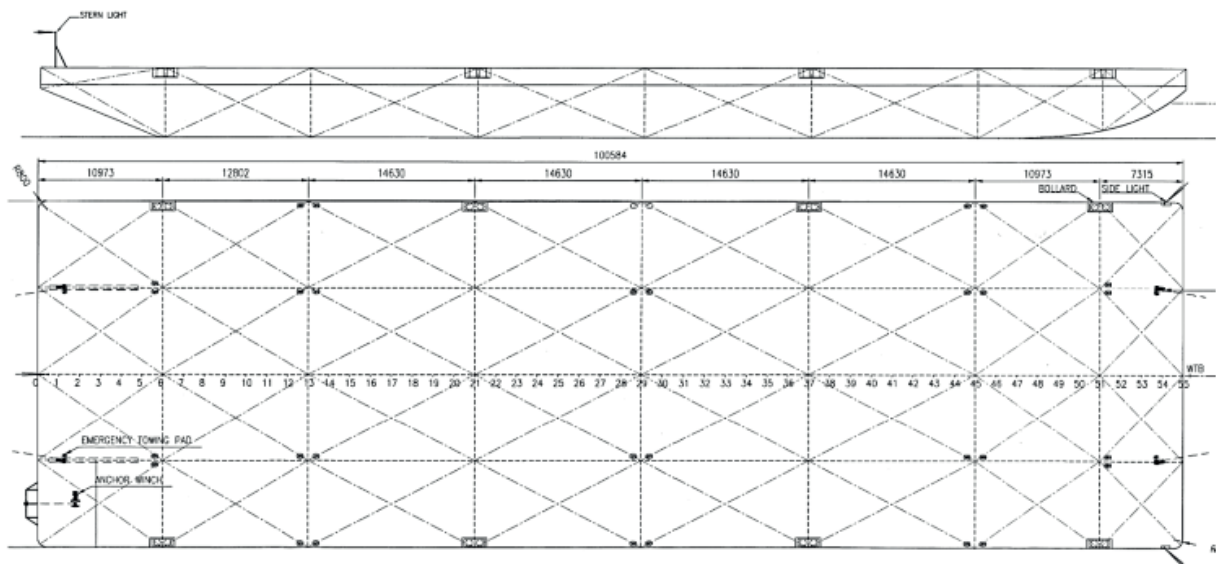 STERN LIGHT
100584
10973 12802 14630 14630 14630 14630 10973 7315
R800
BOLLARD SIDE LIGHT
0 1 2 3 4 5 6 7 8 9 10 11 12 13 14 15 16 17 18 19 20 21 22 23 24 25 26 27 28 29 30 31 32 33 34 35 36 37 38 39 40 41 42 43 44 45 46 47 48 49 50 51 52 53 54 55
WTB
EMERGENCY TOWING PAD
ANCHOR WINCH